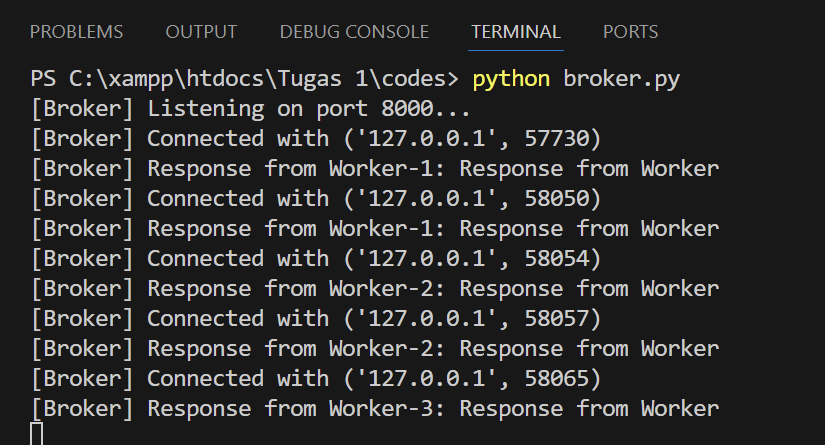 PROBLEMS OUTPUT DEBUG CONSOLE TERMINAL PORTS
PS C:\xampp\htdocs\Tugas 1\codes> python broker.py
[Broker] Listening on port 8000...
[Broker] Connected with ('127.0.0.1', 57730)
[Broker] Response from Worker-1: Response from Worker
[Broker] Connected with ('127.0.0.1', 58050)
[Broker] Response from Worker-1: Response from Worker
[Broker] Connected with ('127.0.0.1', 58054)
[Broker] Response from Worker-2: Response from Worker
[Broker] Connected with ('127.0.0.1', 58057)
[Broker] Response from Worker-2: Response from Worker
[Broker] Connected with ('127.0.0.1', 58065)
[Broker] Response from Worker-3: Response from Worker